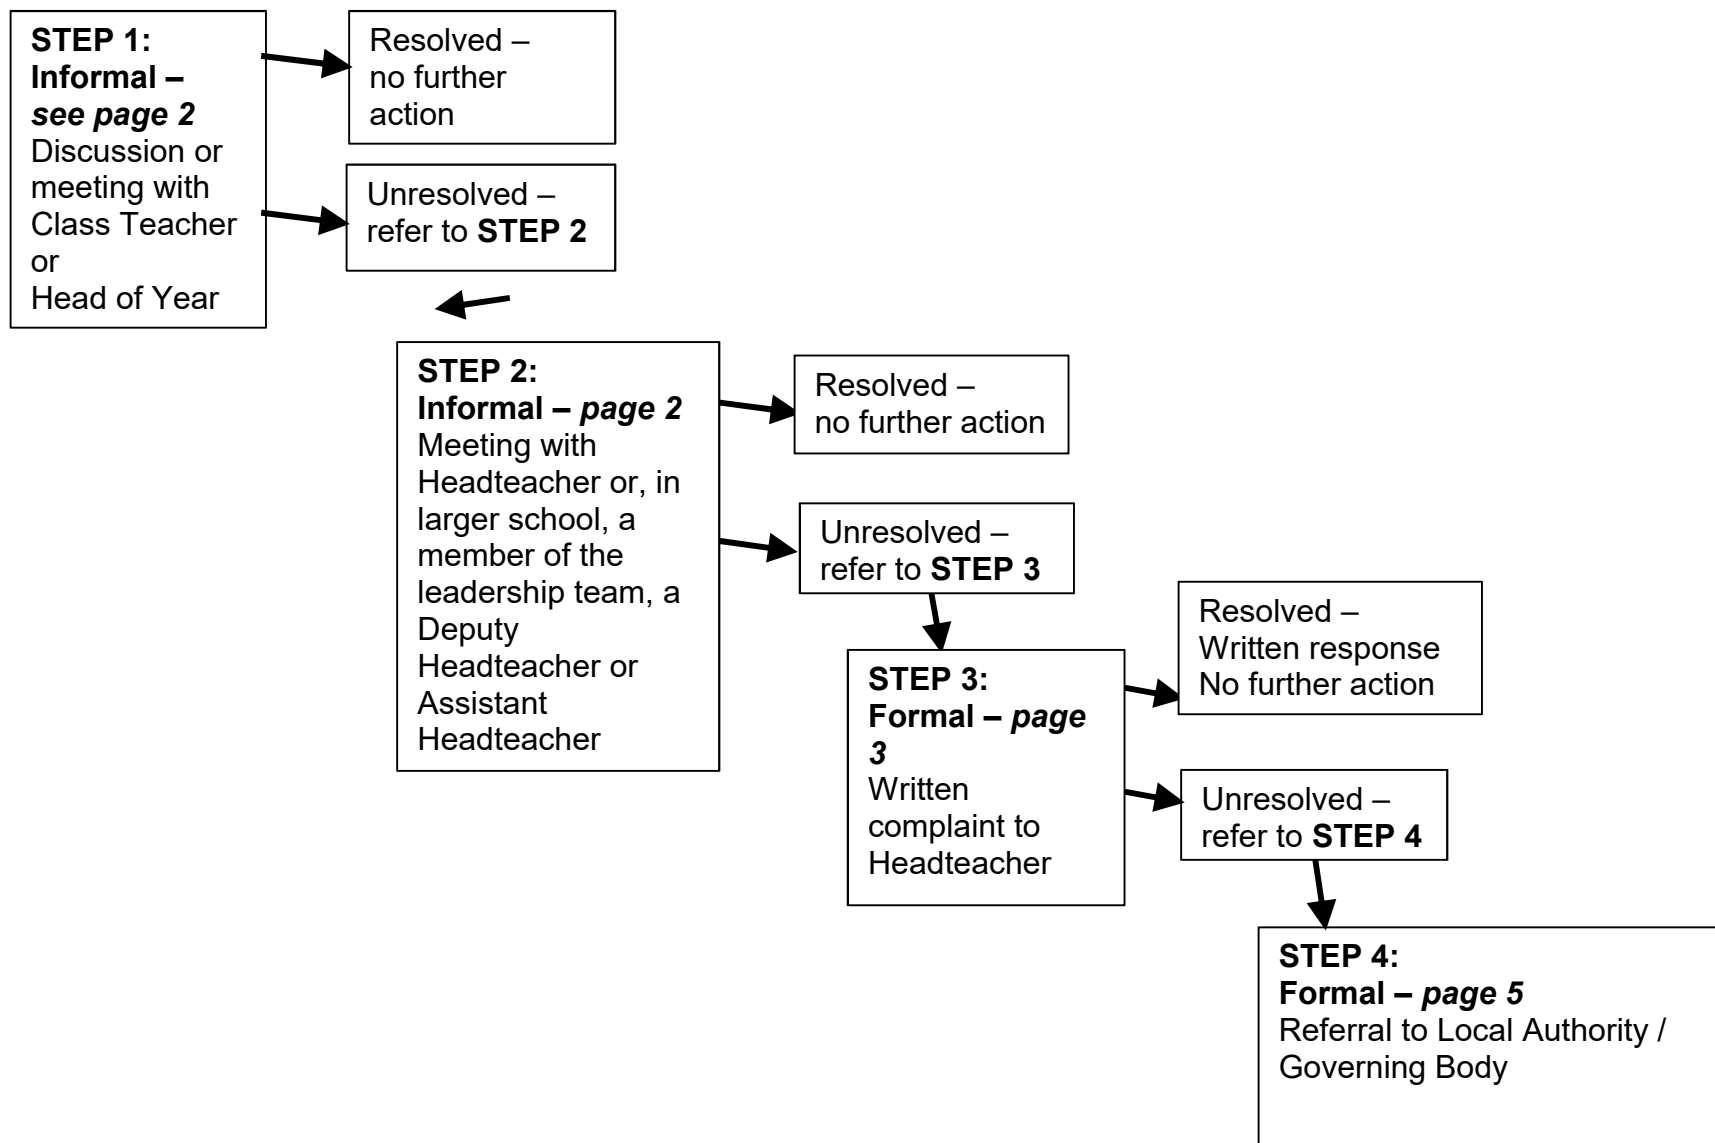 STEP 1:
Informal –
see page 2
Discussion or
meeting with
Class Teacher
or
Head of Year
Resolved –
no further
action
Unresolved –
refer to STEP 2
STEP 2:
Informal – page 2
Meeting with
Headteacher or, in
larger school, a
member of the
leadership team, a
Deputy
Headteacher or
Assistant
Headteacher
Resolved –
no further action
Unresolved –
refer to STEP 3
STEP 3:
Formal – page
3
Written
complaint to
Headteacher
Resolved –
Written response
No further action
Unresolved –
refer to STEP 4
STEP 4:
Formal – page 5
Referral to Local Authority /
Governing Body